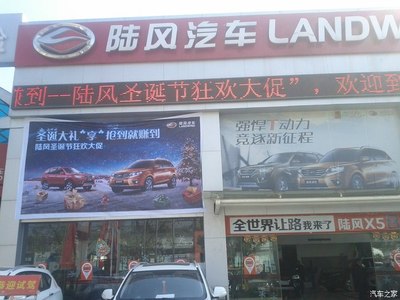 陆风汽车 LANDW
到--陆风圣诞节狂欢大促”，欢迎到
圣诞大礼“享”抢到就赚到
陆风圣诞节狂欢大促
强悍T动力
竞逐新征程
全世界让路我来了 陆风X5
迎试驾
汽车之家